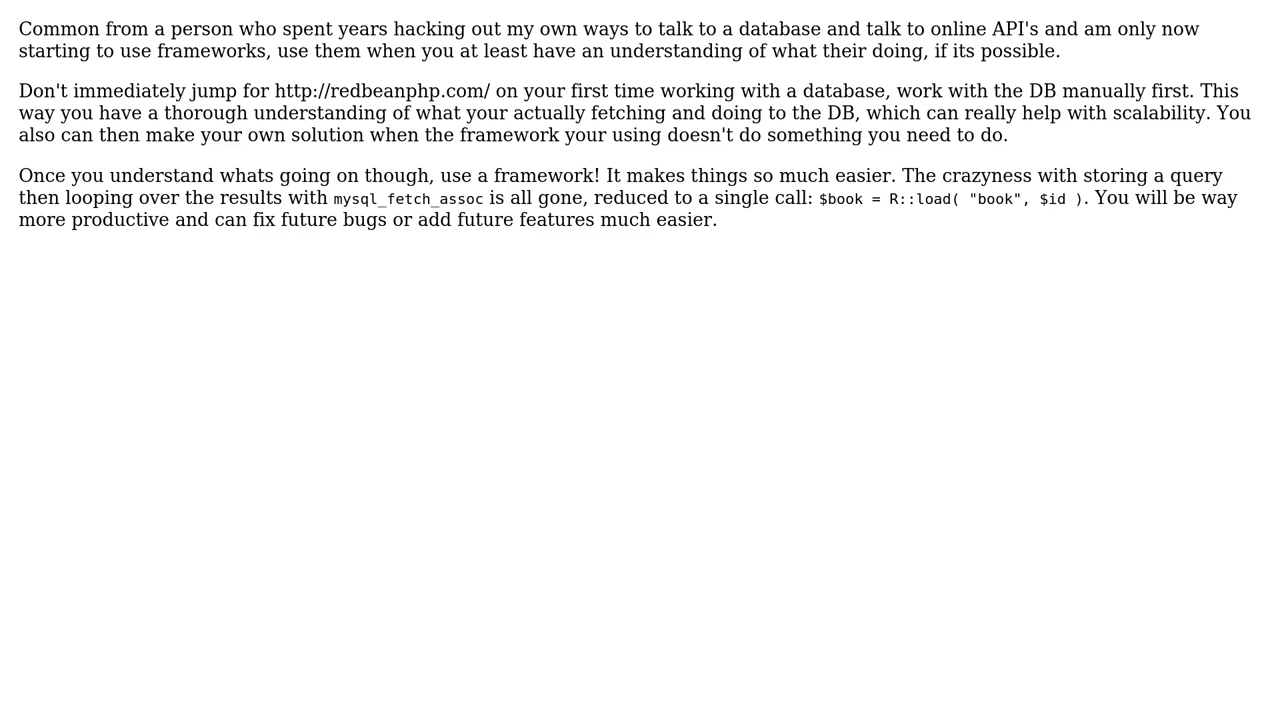 Common from a person who spent years hacking out my own ways to talk to a database and talk to online API's and am only now
starting to use frameworks, use them when you at least have an understanding of what their doing, if its possible.
Don't immediately jump for http://redbeanphp.com/ on your first time working with a database, work with the DB manually first. This
way you have a thorough understanding of what your actually fetching and doing to the DB, which can really help with scalability. You
also can then make your own solution when the framework your using doesn't do something you need to do.
Once you understand whats going on though, use a framework! It makes things so much easier. The crazyness with storing a query
then looping over the results with mysql_fetch_assoc is all gone, reduced to a single call: $book = R::load( "book", $id ). You will be way
more productive and can fix future bugs or add future features much easier.